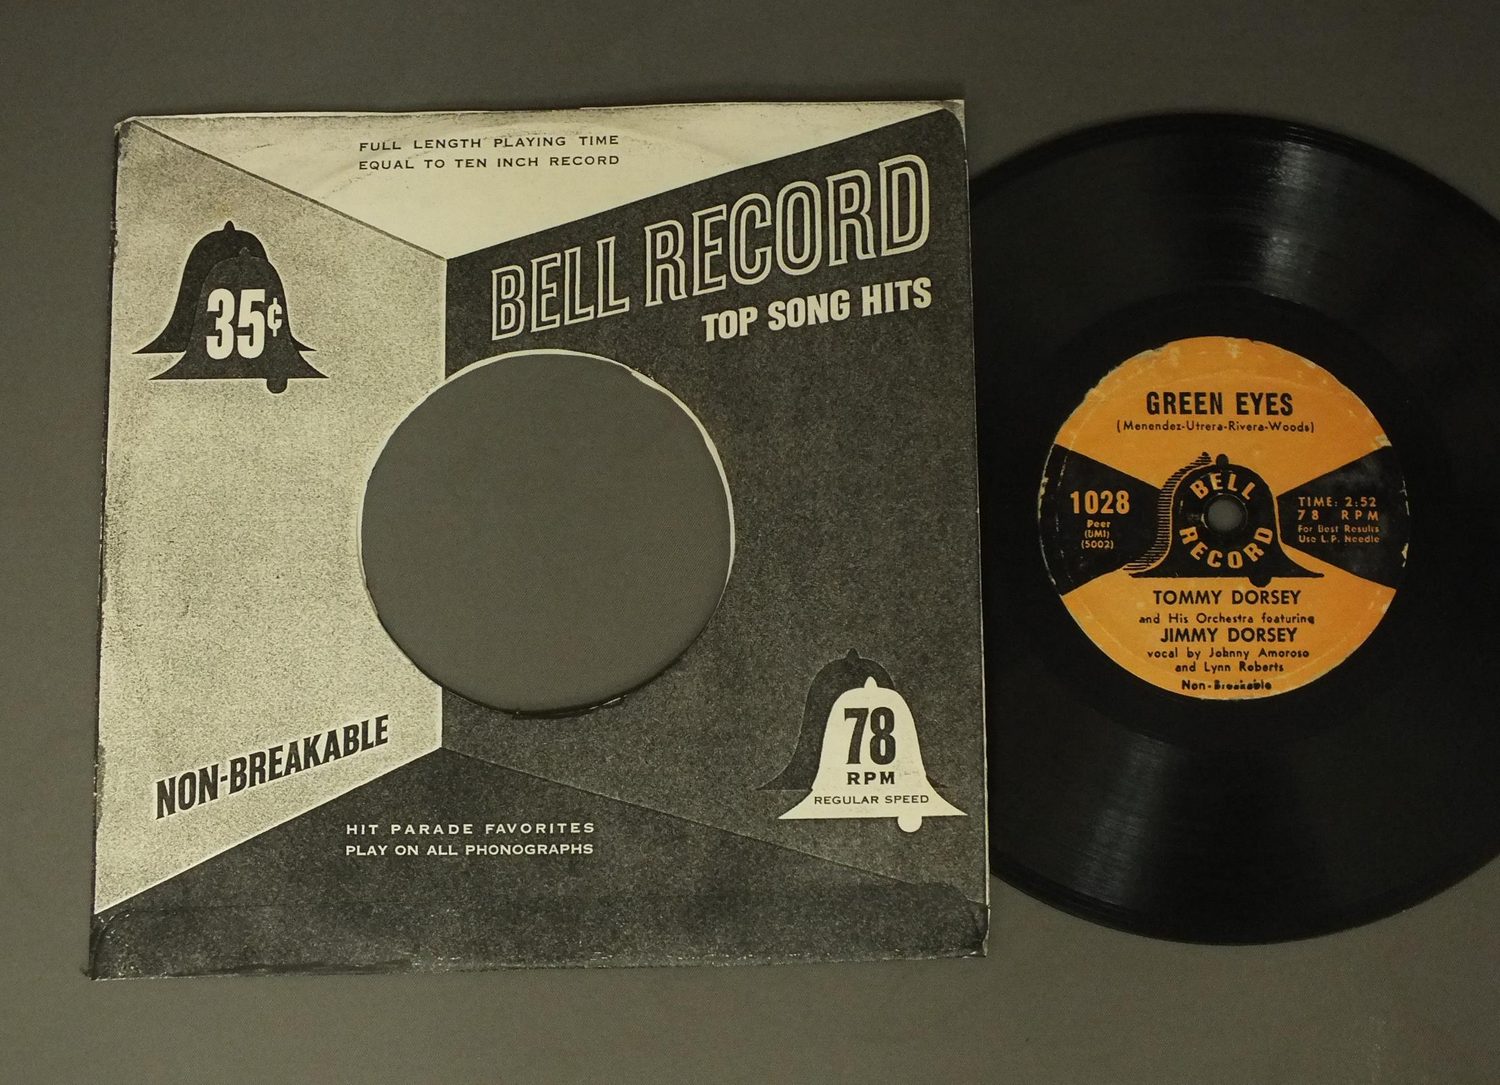 FULL LENGTH PLAYING TIME
EQUAL TO TEN INCH RECORD
BELL RECORD
TOP SONG HITS
35¢
NON-BREAKABLE
78
RPM
REGULAR SPEED
HIT PARADE FAVORITES
PLAY ON ALL PHONOGRAPHS
GREEN EYES
(Menendez-Utrera-Rivera-Woods)
BELL
RECORD
1028
Peer
(BMI)
(5002)
TIME: 2:52
78 RPM
For Best Results
Use L.P. Needle
TOMMY DORSEY
and His Orchestra featuring
JIMMY DORSEY
vocal by Johnny Amoroso
and Lynn Roberts
Non-Breakable